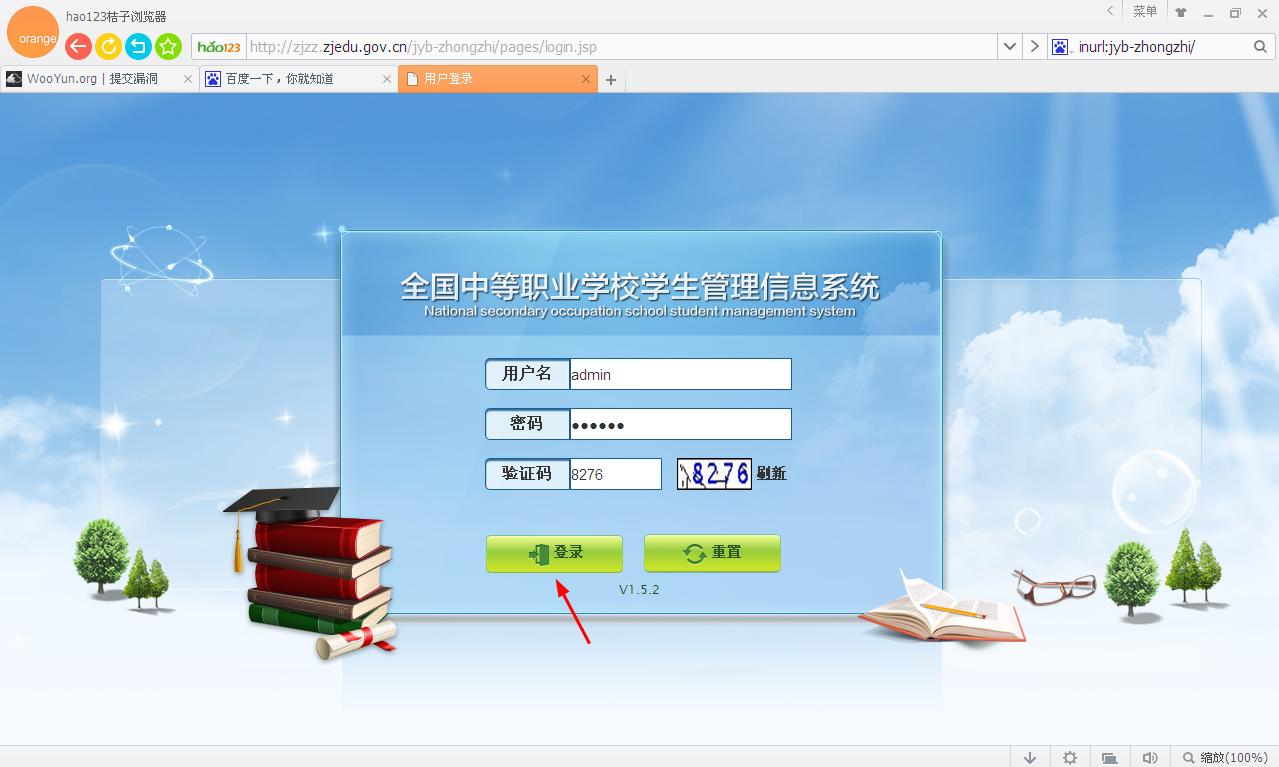 orange
hao123桔子浏览器
菜单
hao123
http://zjzz.zjedu.gov.cn/jyb-zhongzhi/pages/login.jsp
inurl:jyb-zhongzhi/
WooYun.org | 提交漏洞
百度一下，你就知道
用户登录
全国中等职业学校学生管理信息系统
National secondary occupation school student management system
用户名 admin
密码 ●●●●●●
验证码 8276 8276 刷新
登录 重置
V1.5.2
缩放(100%)